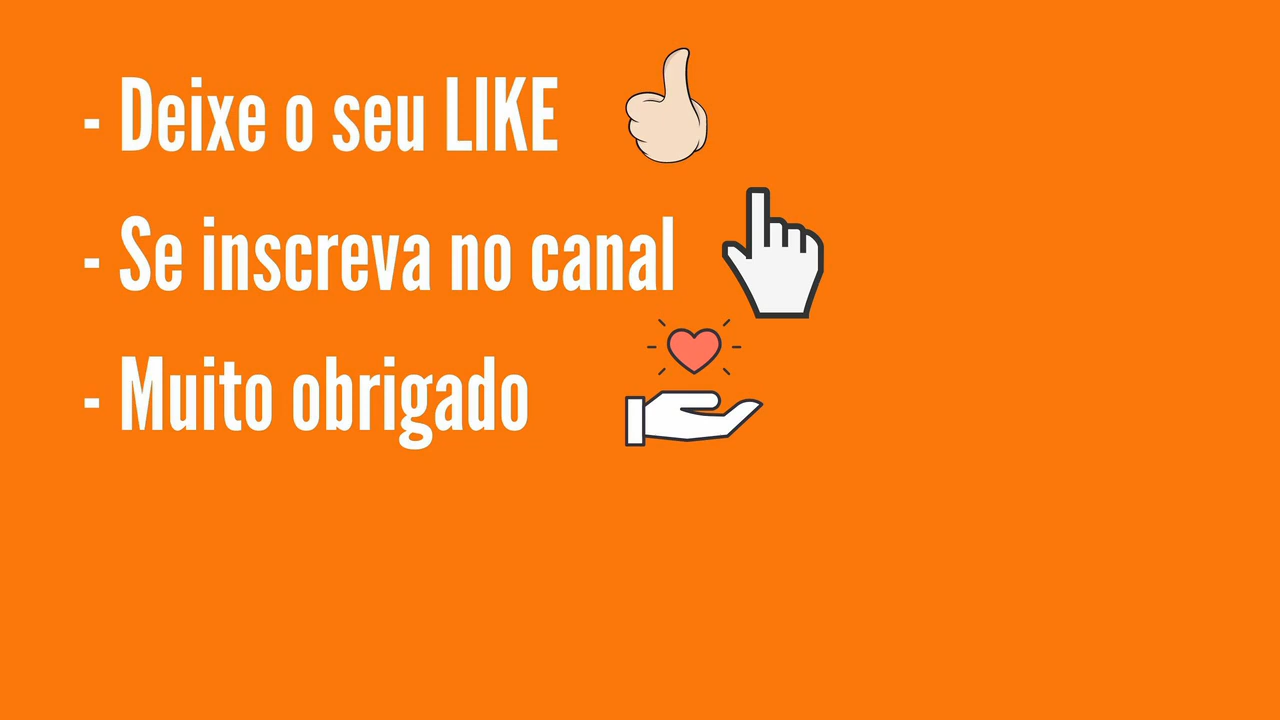 - Deixe o seu LIKE
- Se inscreva no canal
- Muito obrigado